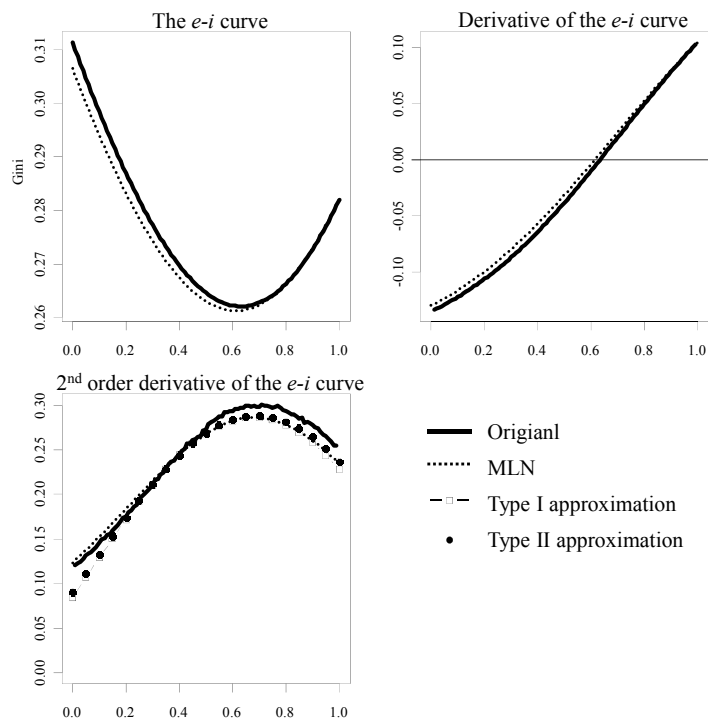 The e-i curve
Derivative of the e-i curve
Gini
0.31
0.30
0.29
0.28
0.27
0.26
0.0 0.2 0.4 0.6 0.8 1.0
0.10
0.05
0.00
-0.05
-0.10
0.0 0.2 0.4 0.6 0.8 1.0
2nd order derivative of the e-i curve
0.30
0.25
0.20
0.15
0.10
0.05
0.00
0.0 0.2 0.4 0.6 0.8 1.0
Origianl
MLN
Type I approximation
Type II approximation